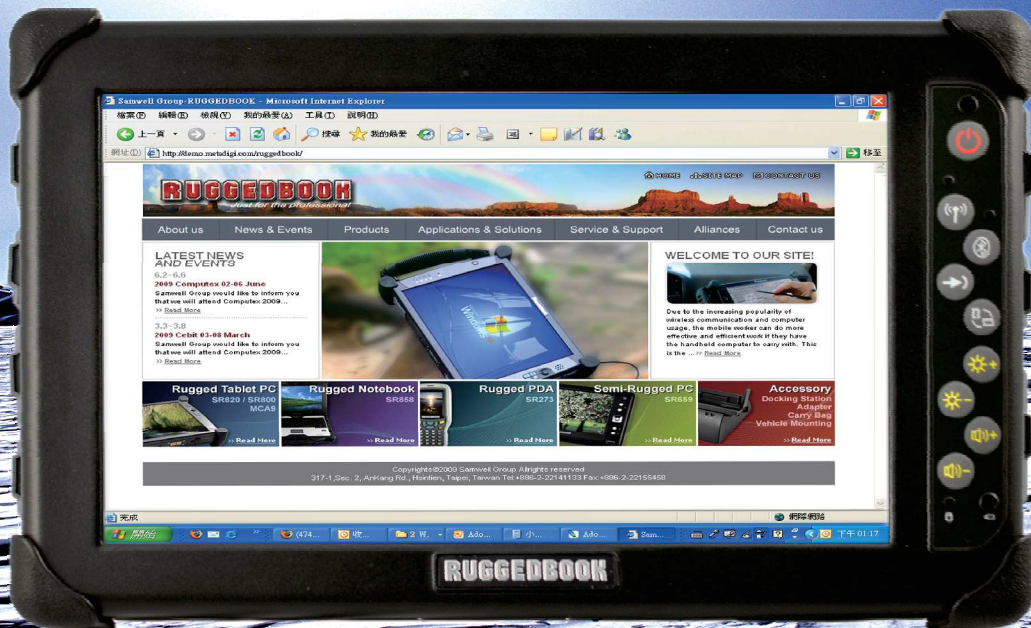 Samwell Group-RUGGEDBOOK - Microsoft Internet Explorer
檔案(F) 編輯(E) 檢視(V) 我的最愛(A) 工具(T) 說明(H)
上一頁 搜尋 我的最愛
網址(D) http://demo.metadigi.com/ruggedbook/ 移至
HOME SITE MAP CONTACT US
RUGGEDBOOK
Just for the professional
About us News & Events Products Applications & Solutions Service & Support Alliances Contact us
LATEST NEWS
AND EVENTS
6.2-6.6
2009 Computex 02-06 June
Samwell Group would like to inform you
that we will attend Computex 2009...
>> Read More
3.3-3.8
2009 Cebit 03-08 March
Samwell Group would like to inform you
that we will attend Computex 2009...
>> Read More
Windows
WELCOME TO OUR SITE!
Due to the increasing popularity of
wireless communication and computer
usage, the mobile worker can do more
effective and efficient work if they have
the handheld computer to carry with. This
is the ...>> Read More
Rugged Tablet PC
SR820 / SR800
MCA9
>> Read More
Rugged Notebook
SR858
>> Read More
Rugged PDA
SR273
>> Read More
Semi-Rugged PC
SR659
>> Read More
Accessory
Docking Station
Adapter
Carry Bag
Vehicle Mounting
>> Read More
Copyrights©2009 Samwell Group Allrights reserved
317-1,Sec. 2, AnKang Rd., Hsintien, Taipei, Taiwan Tel:+886-2-22141133 Fax:+886-2-22155458
完成 網際網路
開始 (474... 收... 2 W. Ado... 小... Ado... Sam... 下午 01:17
RUGGEDBOOK